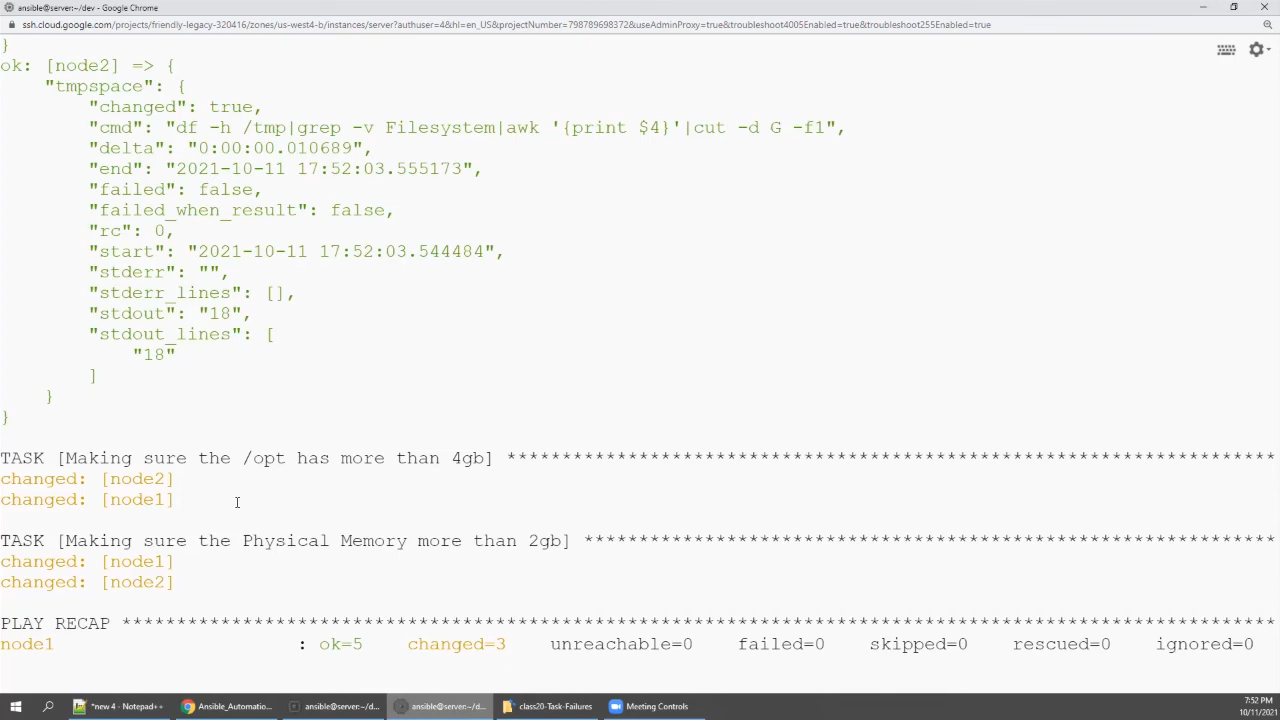 ansible@server:~/dev - Google Chrome
ssh.cloud.google.com/projects/friendly-legacy-320416/zones/us-west4-b/instances/server?authuser=4&hl=en_US&projectNumber=798789698372&useAdminProxy=true&troubleshoot4005Enabled=true&troubleshoot255Enabled=true
}
ok: [node2] => {
    "tmpspace": {
        "changed": true,
        "cmd": "df -h /tmp|grep -v Filesystem|awk '{print $4}'|cut -d G -f1",
        "delta": "0:00:00.010689",
        "end": "2021-10-11 17:52:03.555173",
        "failed": false,
        "failed_when_result": false,
        "rc": 0,
        "start": "2021-10-11 17:52:03.544484",
        "stderr": "",
        "stderr_lines": [],
        "stdout": "18",
        "stdout_lines": [
            "18"
        ]
    }
}
TASK [Making sure the /opt has more than 4gb] **********************************************************************
changed: [node2]
changed: [node1]
TASK [Making sure the Physical Memory more than 2gb] ***************************************************************
changed: [node1]
changed: [node2]
PLAY RECAP *********************************************************************************************************
node1                      : ok=5    changed=3    unreachable=0    failed=0    skipped=0    rescued=0    ignored=0
*new 4 - Notepad++
Ansible_Automatio...
ansible@server:~/d...
ansible@server:~/d...
class20-Task-Failures
Meeting Controls
7:52 PM
10/11/2021